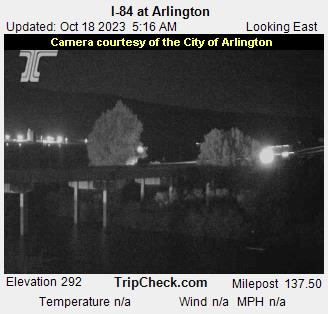 I-84 at Arlington
Updated: Oct 18 2023 5:16 AM Looking East
Camera courtesy of the City of Arlington
Elevation 292 TripCheck.com Milepost 137.50
Temperature n/a Wind n/a MPH n/a